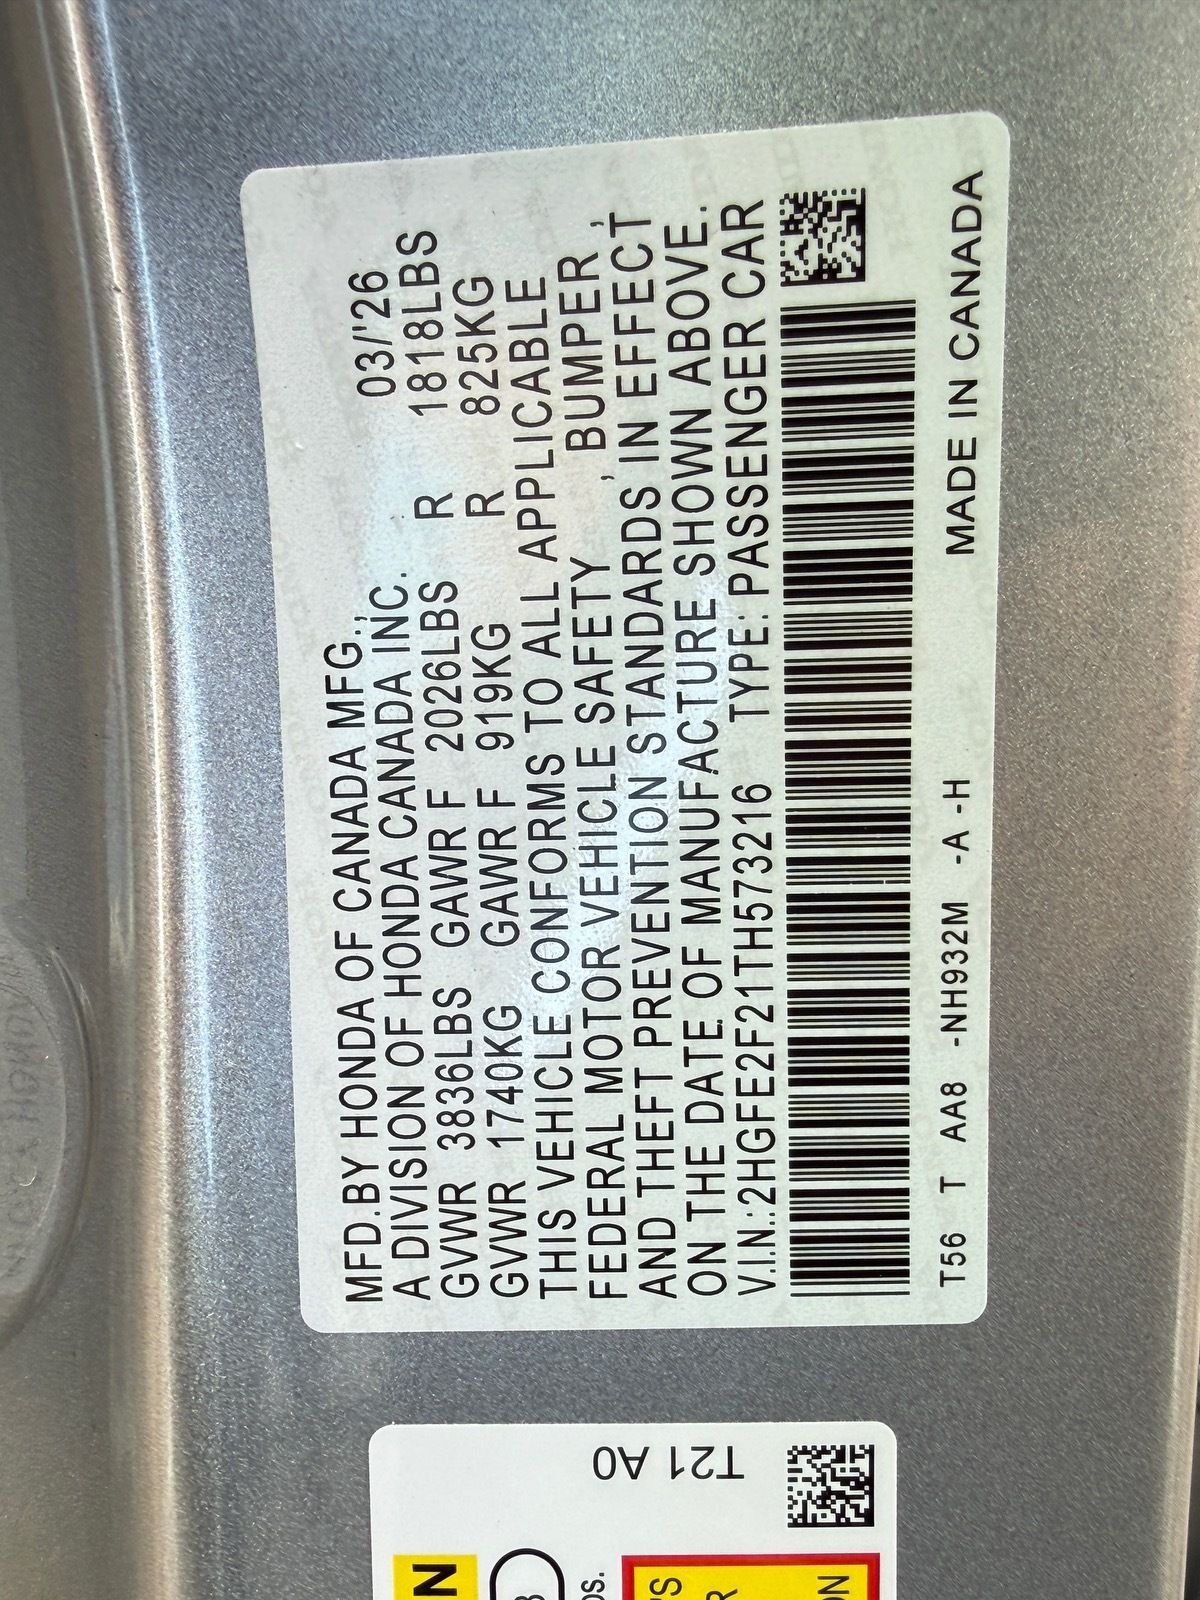 MFD.BY HONDA OF CANADA MFG.,
A DIVISION OF HONDA CANADA INC. 03/'26
GVWR 3836LBS GAWR F 2026LBS R 1818LBS
GVWR 1740KG GAWR F 919KG R 825KG
THIS VEHICLE CONFORMS TO ALL APPLICABLE
FEDERAL MOTOR VEHICLE SAFETY , BUMPER ,
AND THEFT PREVENTION STANDARDS IN EFFECT
ON THE DATE OF MANUFACTURE SHOWN ABOVE.
V.I.N.:2HGFE2F21TH573216 TYPE: PASSENGER CAR
T56 T AA8 -NH932M -A -H MADE IN CANADA
T21 A0